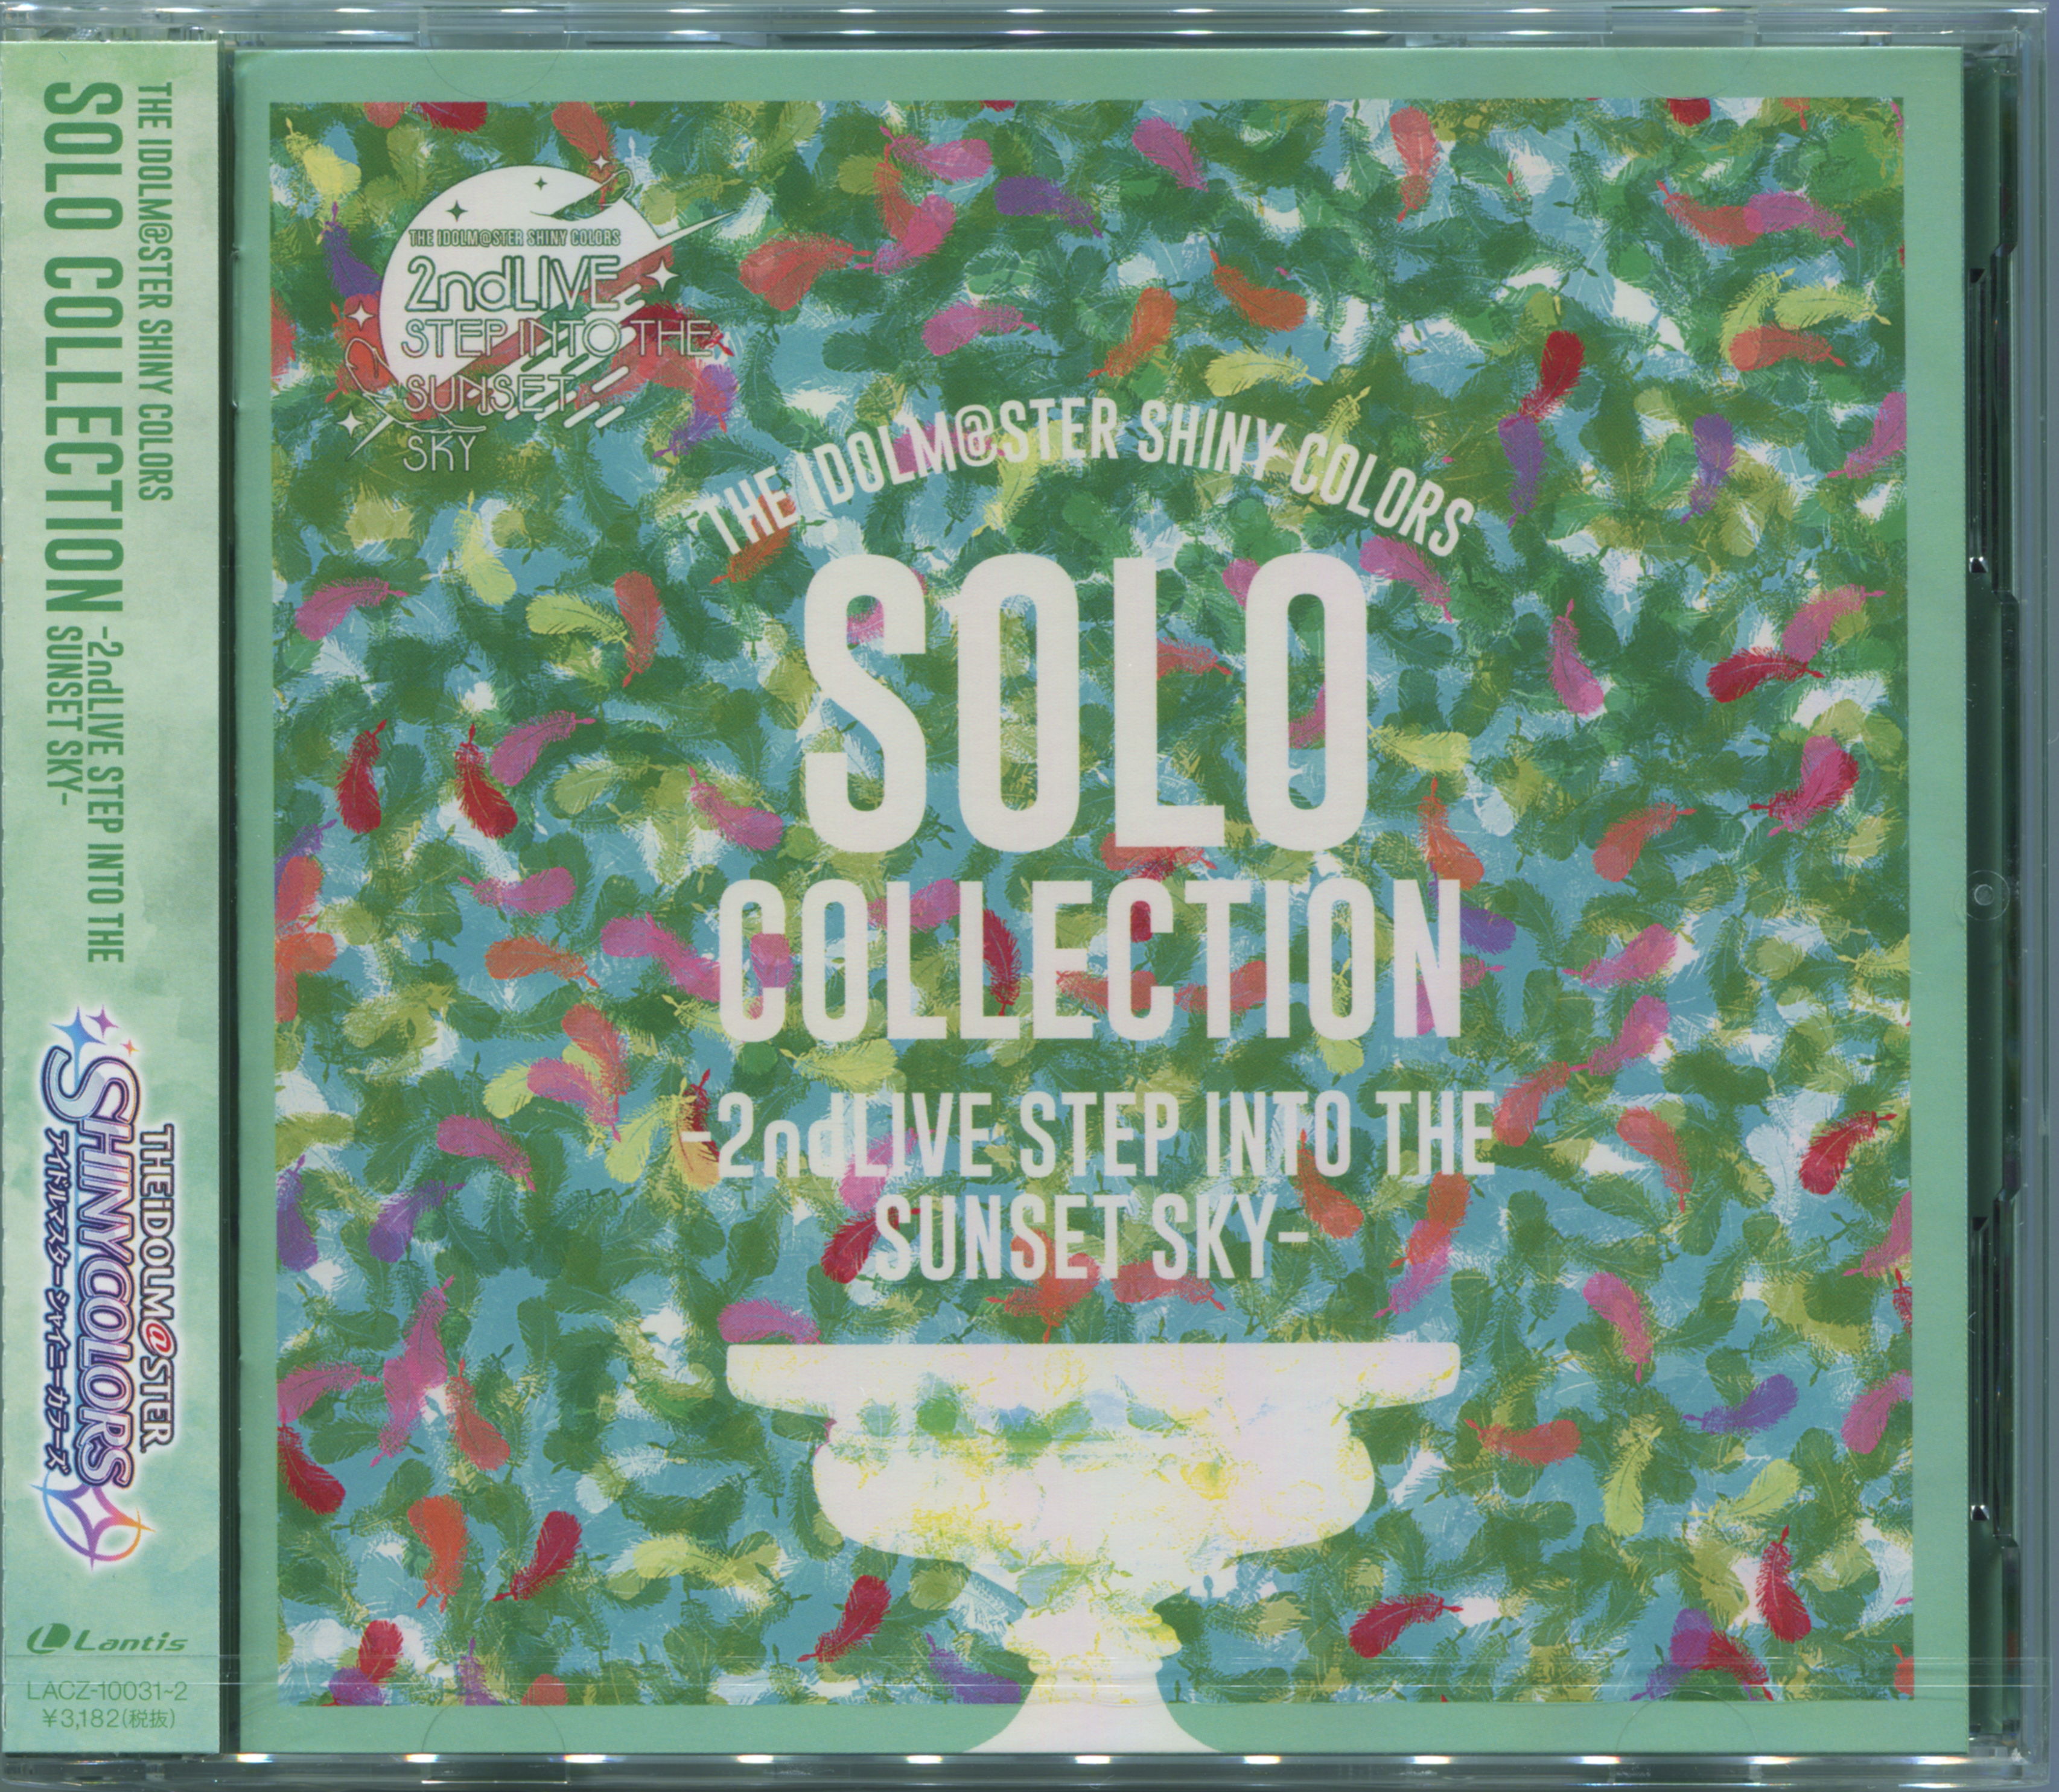 THE IDOLM@STER SHINY COLORS
SOLO COLLECTION
-2ndLIVE STEP INTO THE
SUNSET SKY-
THE iDOLM@STER
SHINYCOLORS
アイドルマスター シャイニーカラーズ
Lantis
LACZ-10031~2
¥3,182(税抜)
THE IDOLM@STER SHINY COLORS
2ndLIVE
STEP INTO THE
SUNSET
SKY
THE IDOLM@STER SHINY COLORS
SOLO
COLLECTION
-2ndLIVE STEP INTO THE
SUNSET SKY-